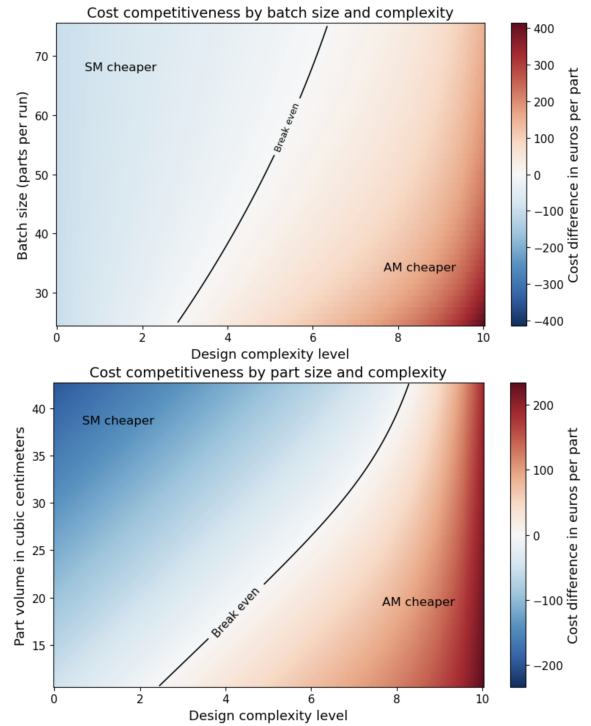 Cost competitiveness by batch size and complexity
SM cheaper
Break even
AM cheaper
Batch size (parts per run)
70
60
50
40
30
0 2 4 6 8 10
Design complexity level
400
300
200
100
0
−100
−200
−300
−400
Cost difference in euros per part
Cost competitiveness by part size and complexity
SM cheaper
Break even
AM cheaper
Part volume in cubic centimeters
40
35
30
25
20
15
0 2 4 6 8 10
Design complexity level
200
100
0
−100
−200
Cost difference in euros per part